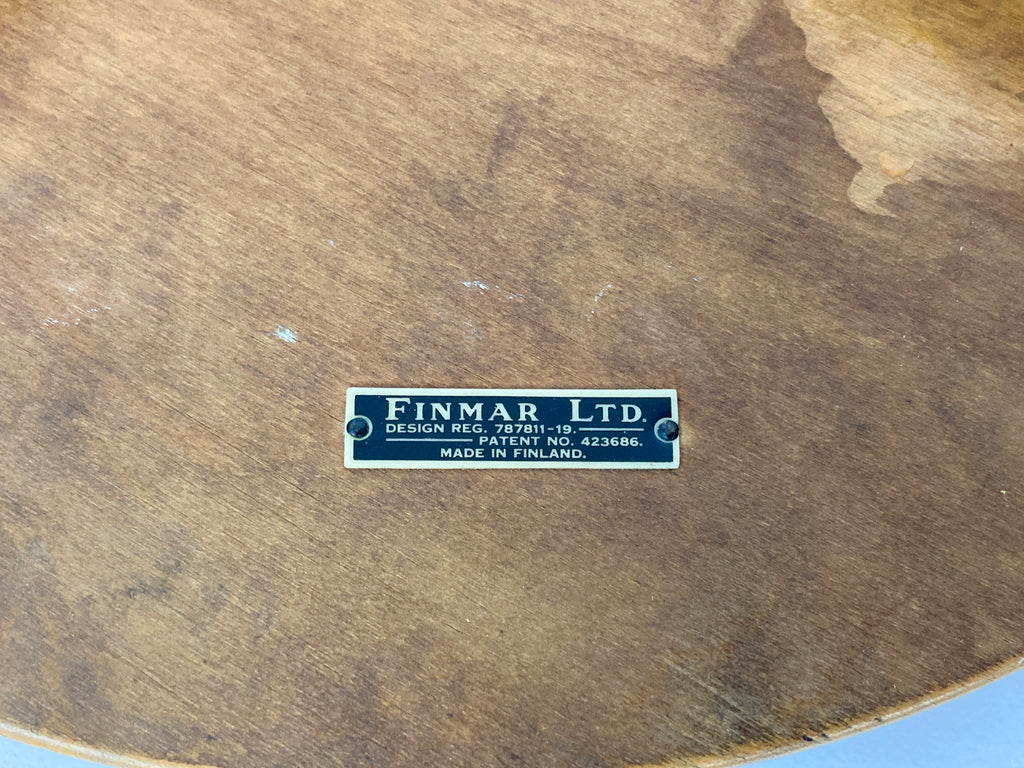 FINMAR LTD.
DESIGN REG. 787811-19.
PATENT NO. 423686.
MADE IN FINLAND.